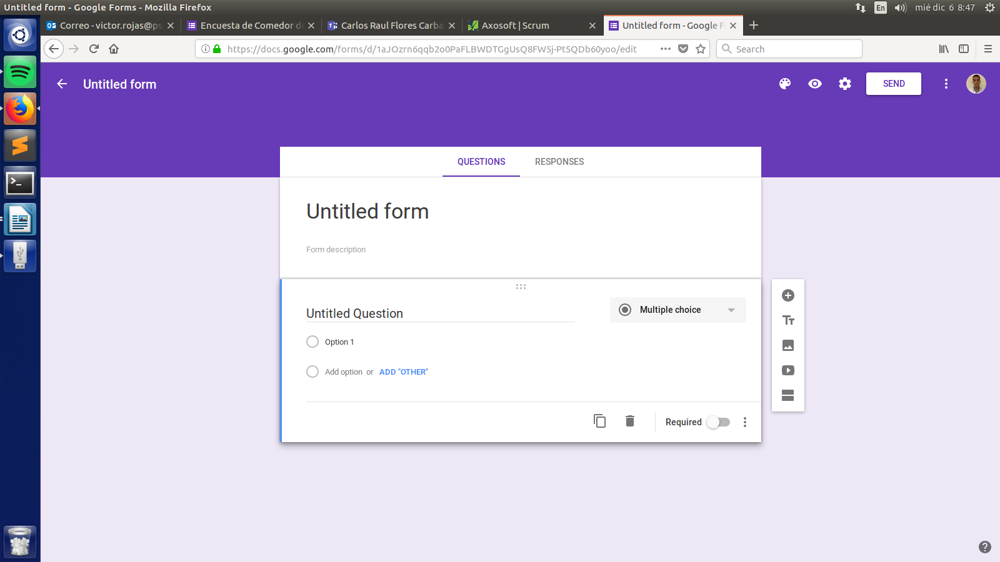 Untitled form - Google Forms - Mozilla Firefox
En
mié dic 6 8:47
Correo - victor.rojas@ps
Encuesta de Comedor de
Carlos Raul Flores Carba
Axosoft | Scrum
Untitled form - Google F
https://docs.google.com/forms/d/1aJOzrn6qqb2o0PaFLBWDTGgUsQ8FW5j-Pt5QDb60yoo/edit
Search
Untitled form
SEND
QUESTIONS
RESPONSES
Untitled form
Form description
Untitled Question
Multiple choice
Option 1
Add option or ADD "OTHER"
Required